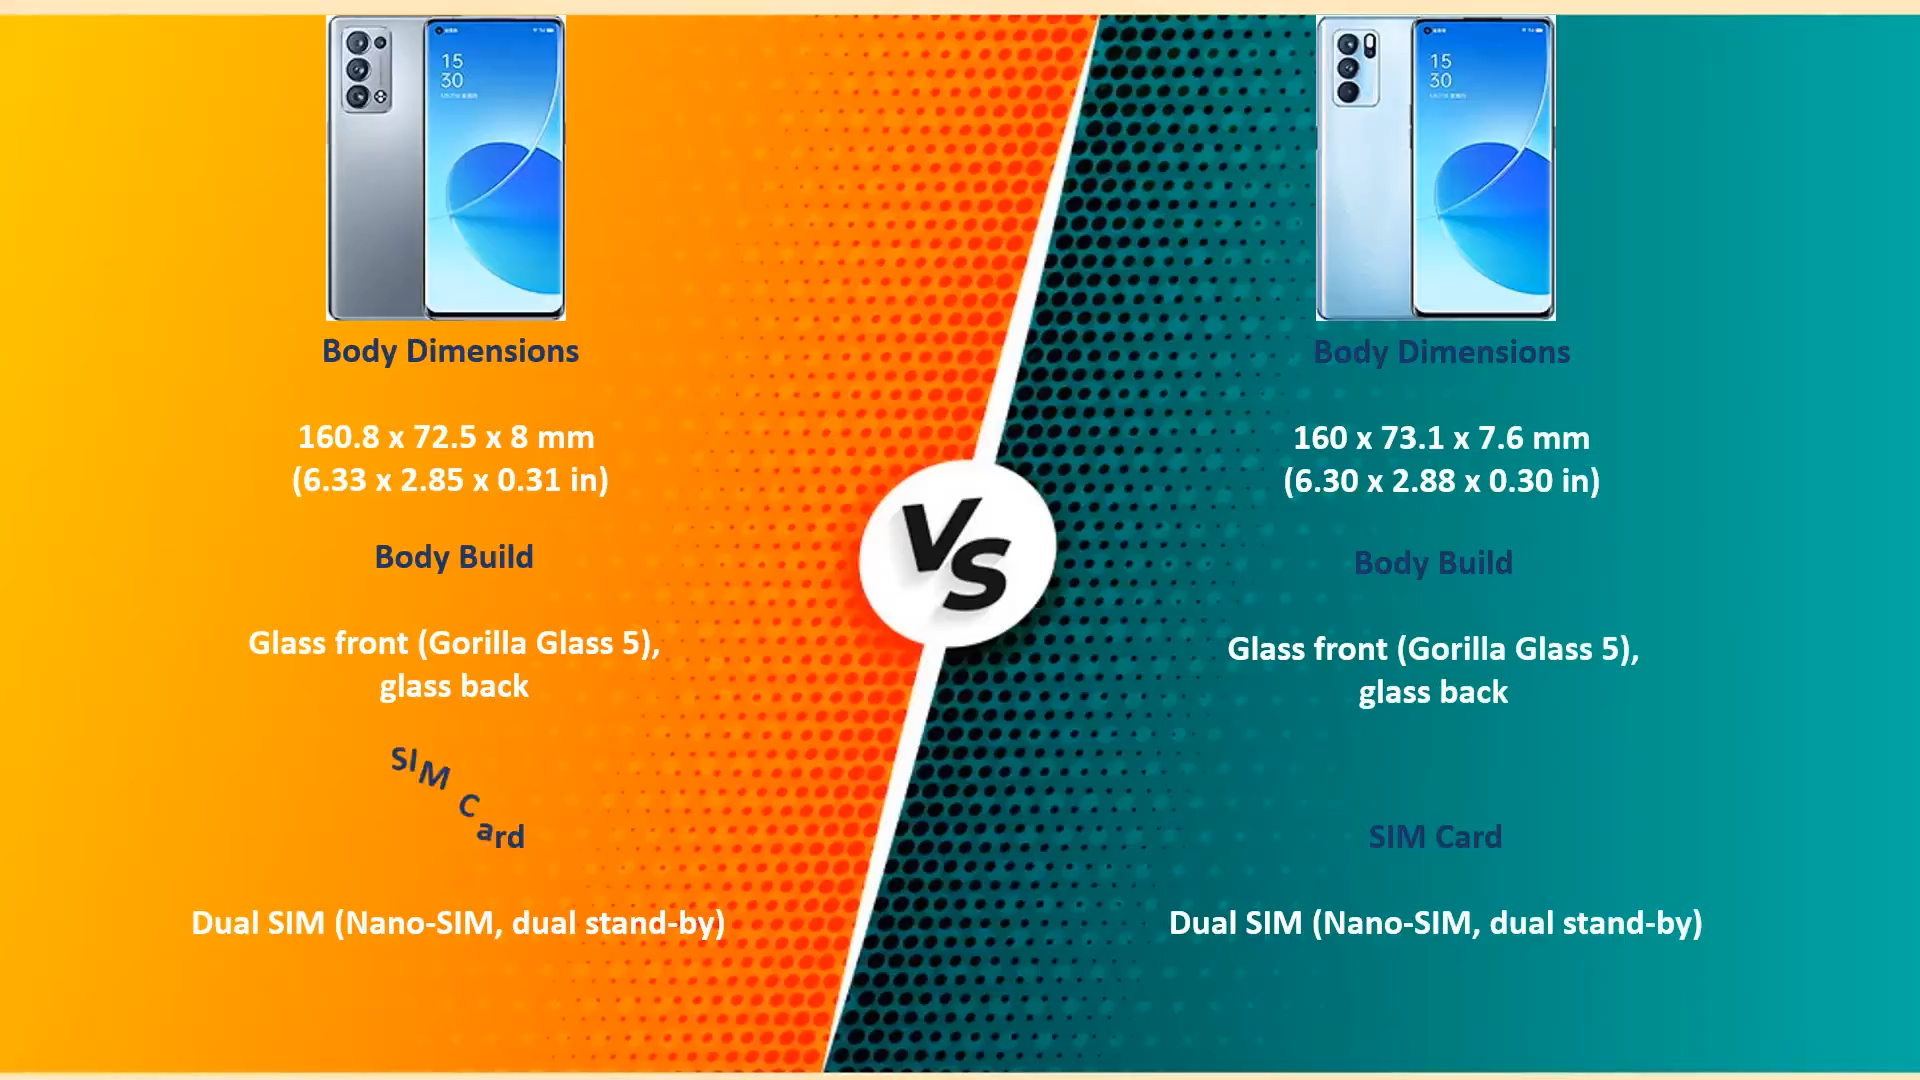 15
30
15
30
Body Dimensions
160.8 x 72.5 x 8 mm
(6.33 x 2.85 x 0.31 in)
Body Build
Glass front (Gorilla Glass 5),
glass back
SIM Card
Dual SIM (Nano-SIM, dual stand-by)
VS
Body Dimensions
160 x 73.1 x 7.6 mm
(6.30 x 2.88 x 0.30 in)
Body Build
Glass front (Gorilla Glass 5),
glass back
SIM Card
Dual SIM (Nano-SIM, dual stand-by)